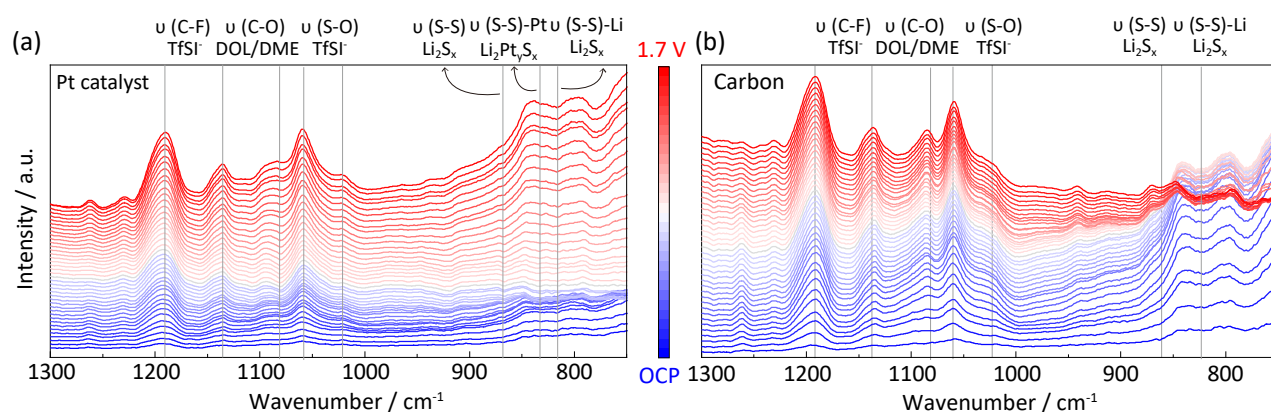 (a)
υ (C-F) υ (C-O) υ (S-O) υ (S-S) υ (S-S)-Pt υ (S-S)-Li
TfSI⁻ DOL/DME TfSI⁻ Li₂Sₓ Li₂PtᵧSₓ Li₂Sₓ
Pt catalyst
Intensity / a.u.
1300 1200 1100 1000 900 800
Wavenumber / cm⁻¹
1.7 V
OCP
(b)
υ (C-F) υ (C-O) υ (S-O) υ (S-S) υ (S-S)-Li
TfSI⁻ DOL/DME TfSI⁻ Li₂Sₓ Li₂Sₓ
Carbon
1300 1200 1100 1000 900 800
Wavenumber / cm⁻¹